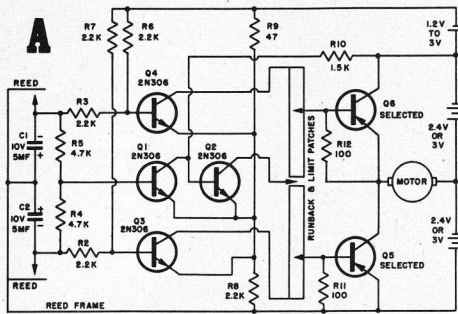 A
R7
2.2K
R6
2.2K
R9
47
1.2V
TO
3V
R10
1.5 K
REED
Q4
2N306
R3
2.2K
Q6
SELECTED
C1
10V
5MF
R5
4.7K
Q1
2N306
Q2
2N306
R12
100
2.4V
OR
3V
RUNBACK & LIMIT PATCHES
MOTOR
C2
10V
5MF
R4
4.7K
Q3
2N306
R2
2.2K
2.4V
OR
3V
Q5
SELECTED
REED
R8
2.2K
R11
100
REED FRAME